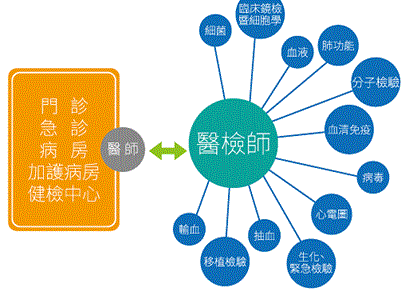 門 診
急 診
病 房
加護病房
健檢中心
醫師
醫檢師
細菌
臨床鏡檢
暨細胞學
血液
肺功能
分子檢驗
血清免疫
病毒
心電圖
生化、
緊急檢驗
抽血
移植檢驗
輸血